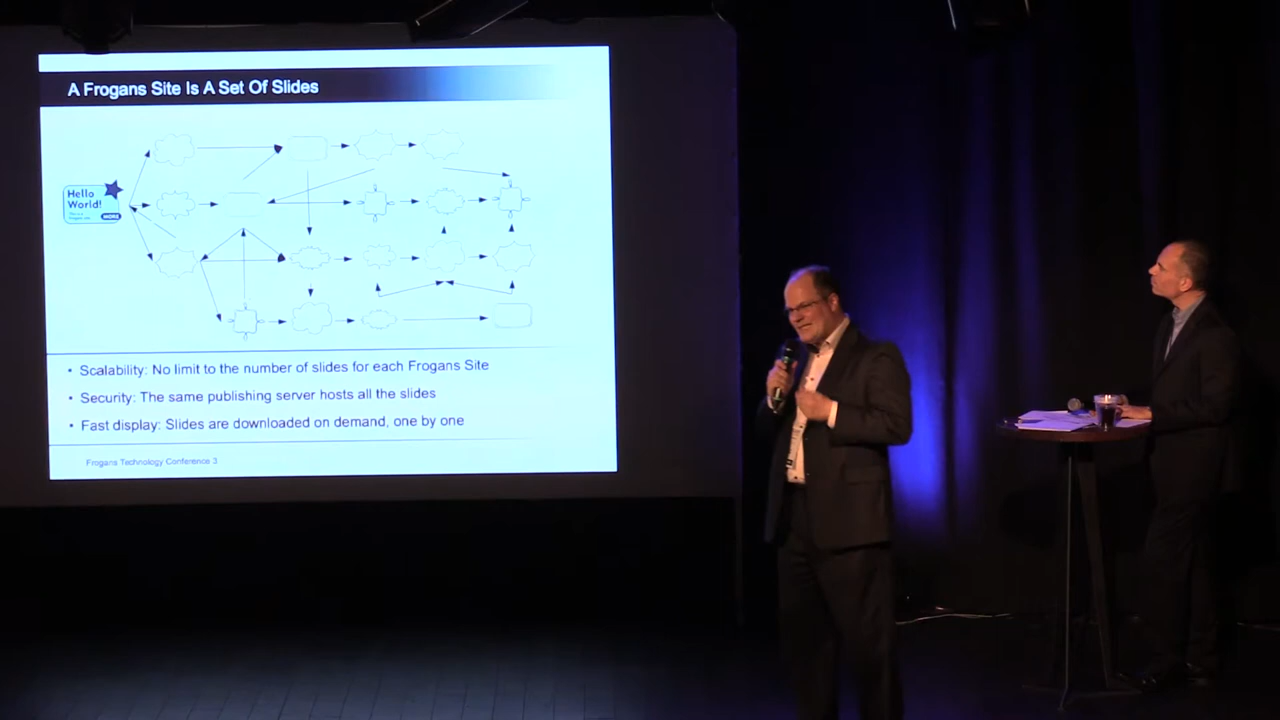 A Frogans Site Is A Set Of Slides
Hello
World!
MORE
• Scalability: No limit to the number of slides for each Frogans Site
• Security: The same publishing server hosts all the slides
• Fast display: Slides are downloaded on demand, one by one
Frogans Technology Conference 3